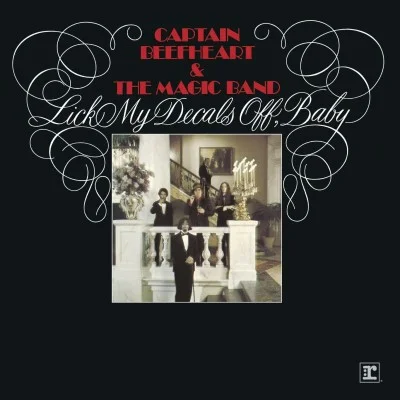 CAPTAIN
BEEFHEART
&
THE MAGIC BAND
Lick My Decals Off, Baby
r